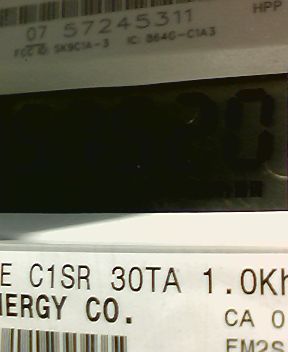 HPP
07 57245311
FCC ID: SK9C1A-3 IC: 864G-C1A3
20
E C1SR 30TA 1.0Kh
NERGY CO.
CA 0
EM2S